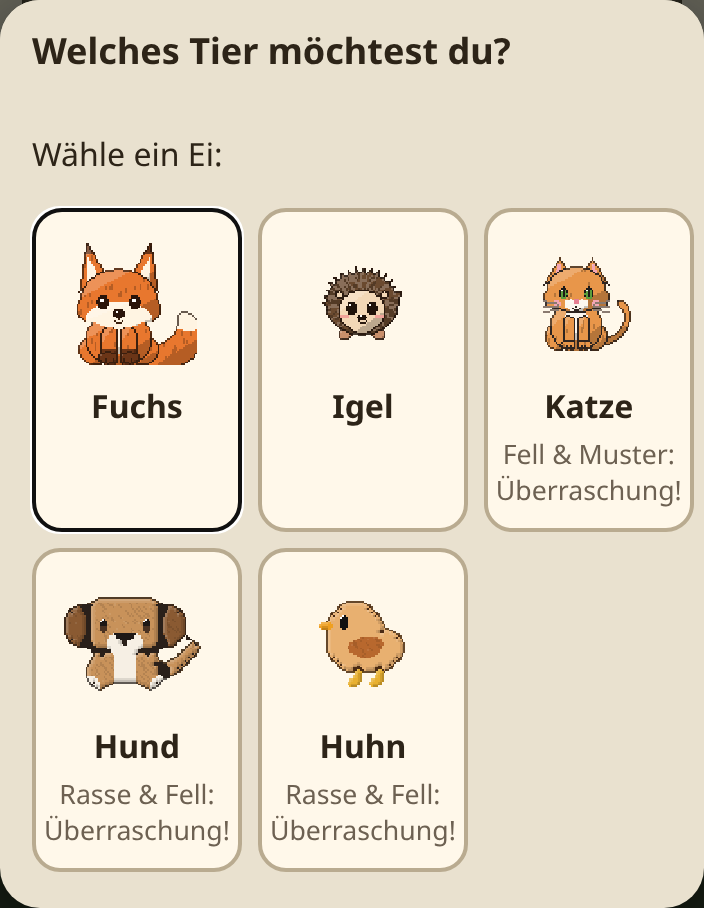 Welches Tier möchtest du?
Wähle ein Ei:
Fuchs
Igel
Katze
Fell & Muster:
Überraschung!
Hund
Rasse & Fell:
Überraschung!
Huhn
Rasse & Fell:
Überraschung!